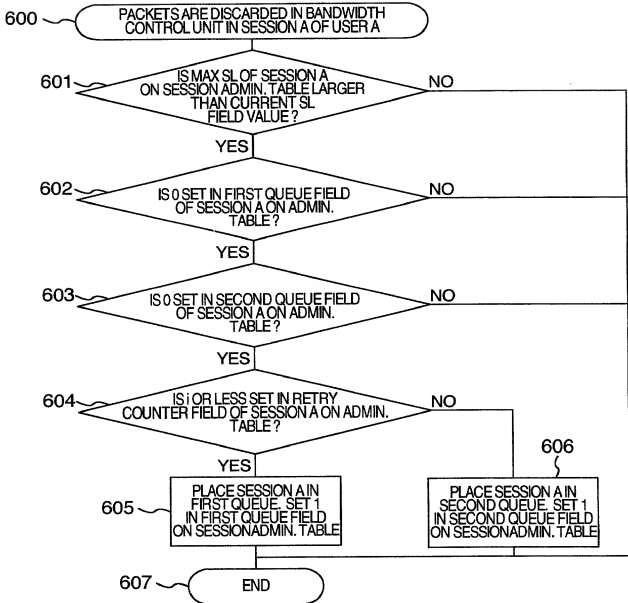 600
PACKETS ARE DISCARDED IN BANDWIDTH
CONTROL UNIT IN SESSION A OF USER A
601
IS MAX SL OF SESSION A
ON SESSION ADMIN. TABLE LARGER
THAN CURRENT SL
FIELD VALUE ?
NO
YES
602
IS 0 SET IN FIRST QUEUE FIELD
OF SESSION A ON ADMIN.
TABLE ?
NO
YES
603
IS 0 SET IN SECOND QUEUE FIELD
OF SESSION A ON ADMIN.
TABLE ?
NO
YES
604
IS i OR LESS SET IN RETRY
COUNTER FIELD OF SESSION A ON ADMIN.
TABLE ?
NO
YES
605
PLACE SESSION A IN
FIRST QUEUE. SET 1
IN FIRST QUEUE FIELD
ON SESSIONADMIN. TABLE
606
PLACE SESSION A IN
SECOND QUEUE. SET 1
IN SECOND QUEUE FIELD
ON SESSIONADMIN. TABLE
607
END